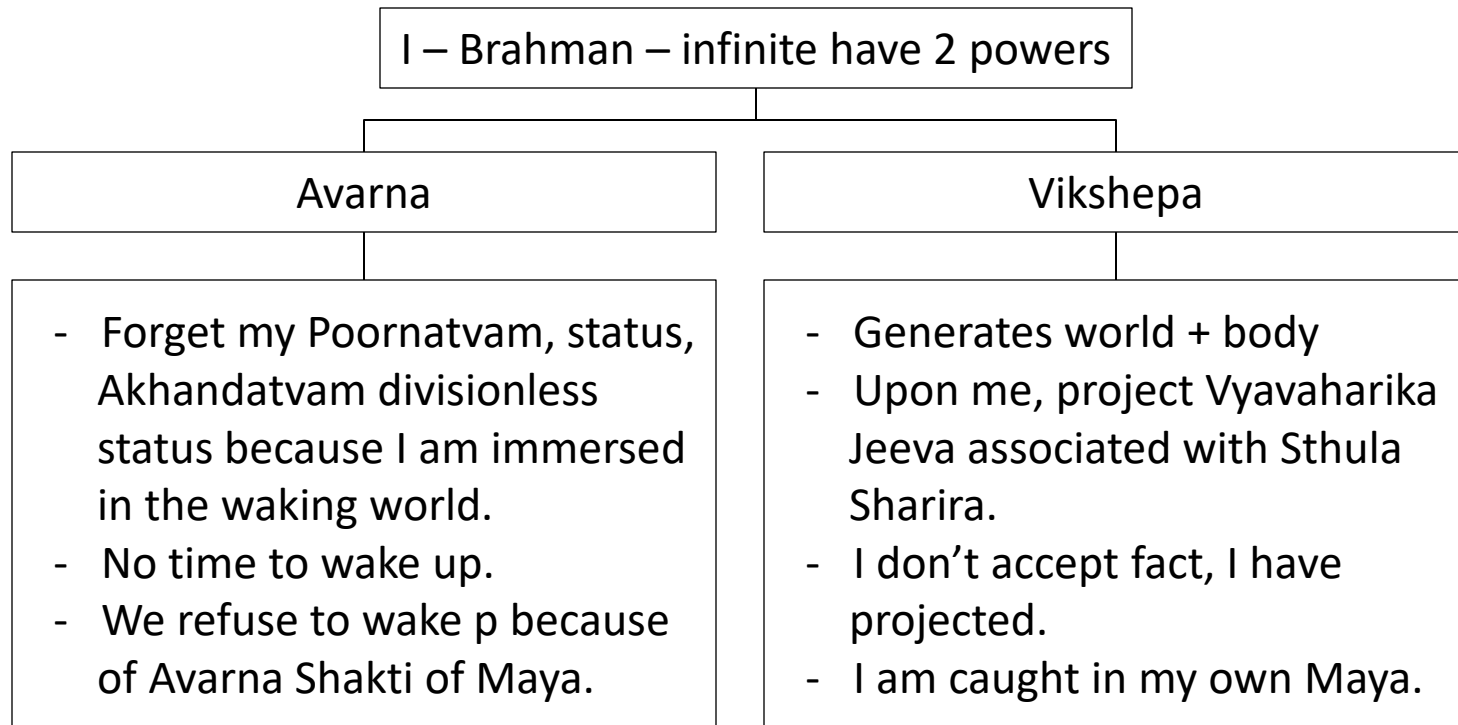 I – Brahman – infinite have 2 powers
Avarna
Vikshepa
- Forget my Poornatvam, status,
Akhandatvam divisionless
status because I am immersed
in the waking world.
- No time to wake up.
- We refuse to wake p because
of Avarna Shakti of Maya.
- Generates world + body
- Upon me, project Vyavaharika
Jeeva associated with Sthula
Sharira.
- I don’t accept fact, I have
projected.
- I am caught in my own Maya.